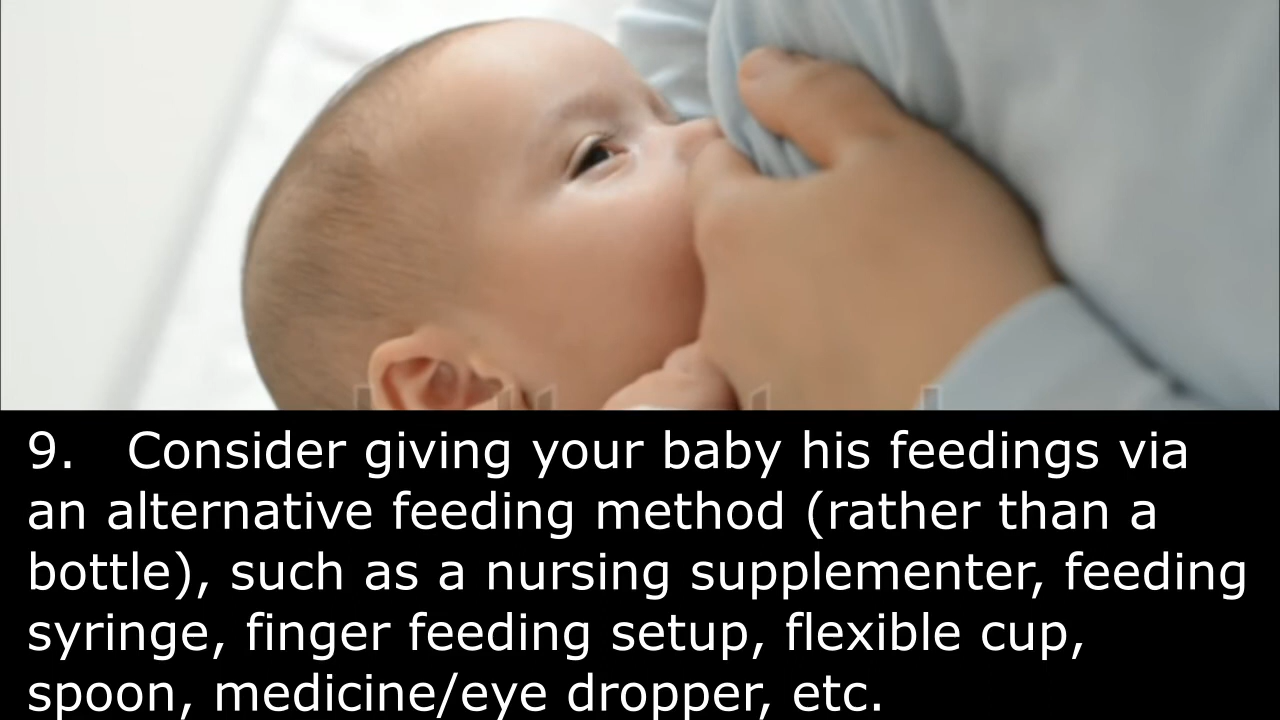 9. Consider giving your baby his feedings via
an alternative feeding method (rather than a
bottle), such as a nursing supplementer, feeding
syringe, finger feeding setup, flexible cup,
spoon, medicine/eye dropper, etc.